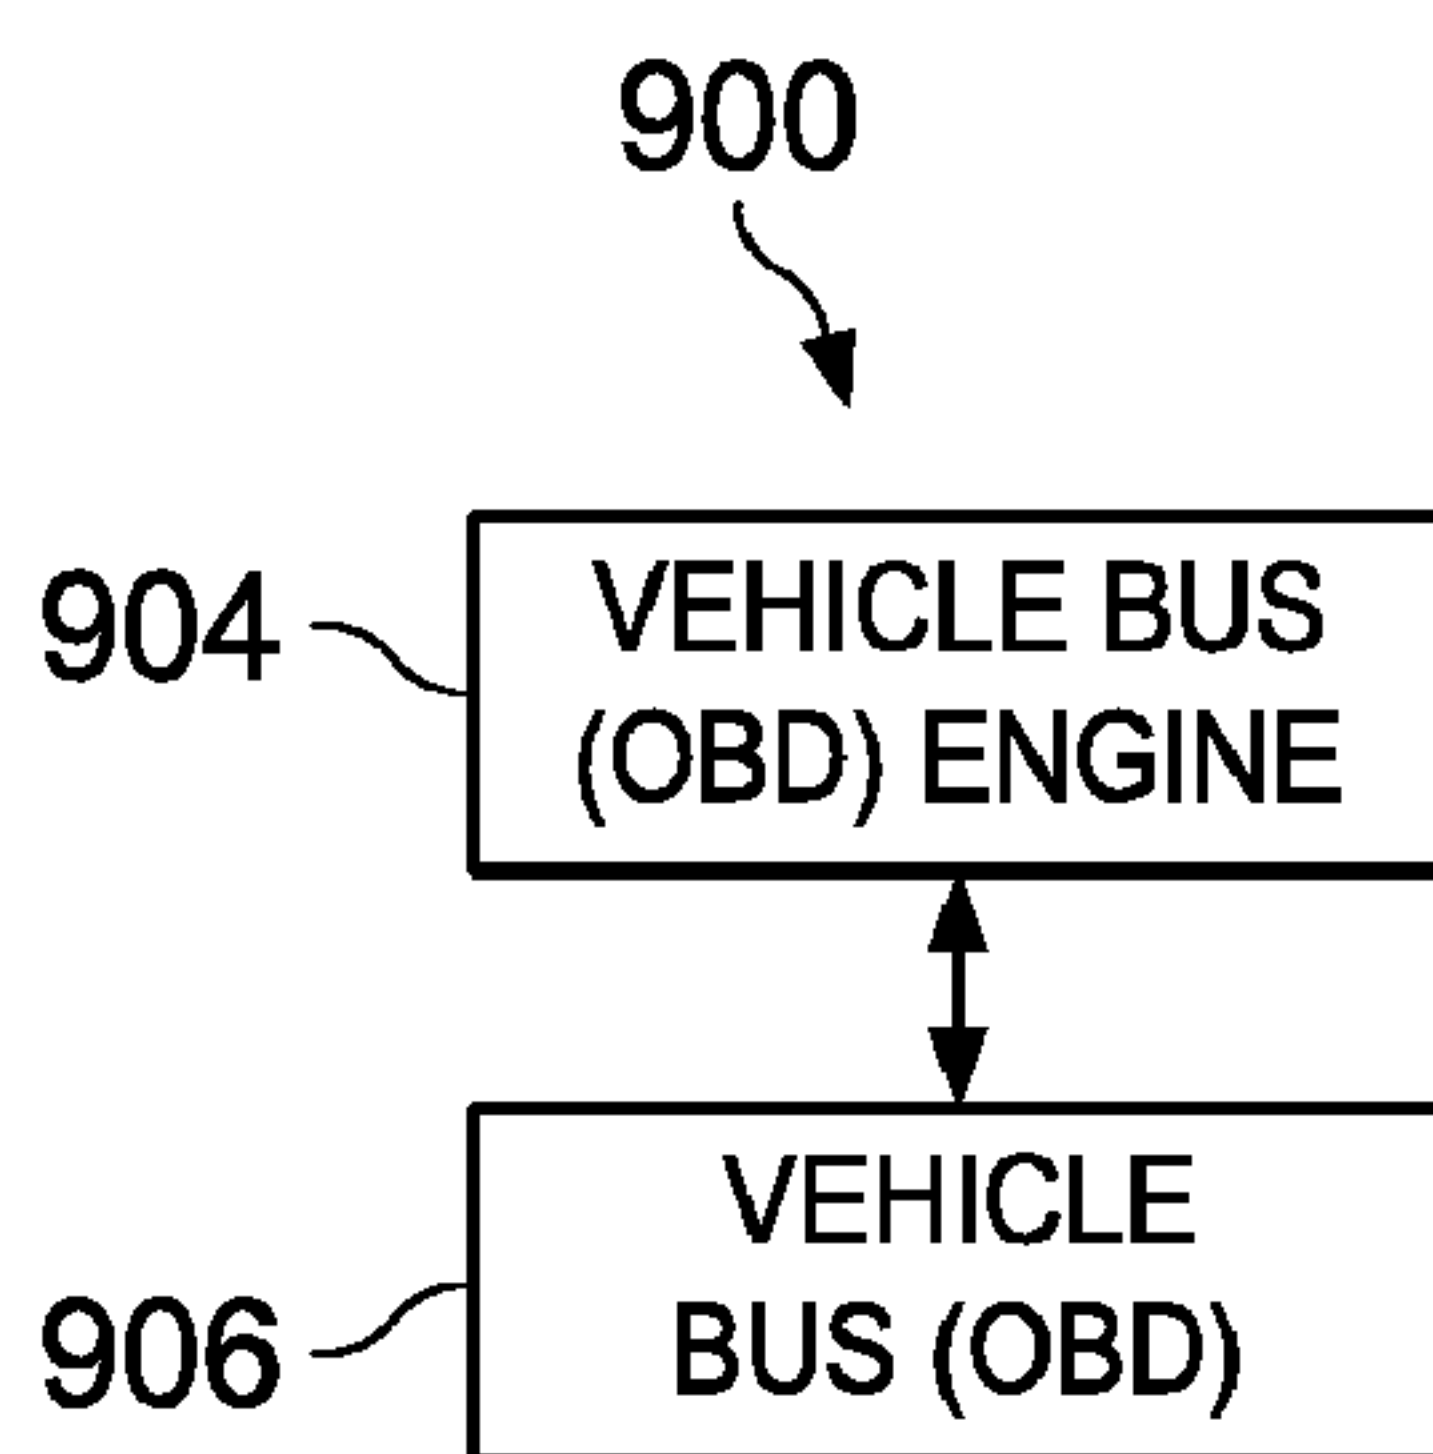 900
904
VEHICLE BUS
(OBD) ENGINE
906
VEHICLE
BUS (OBD)